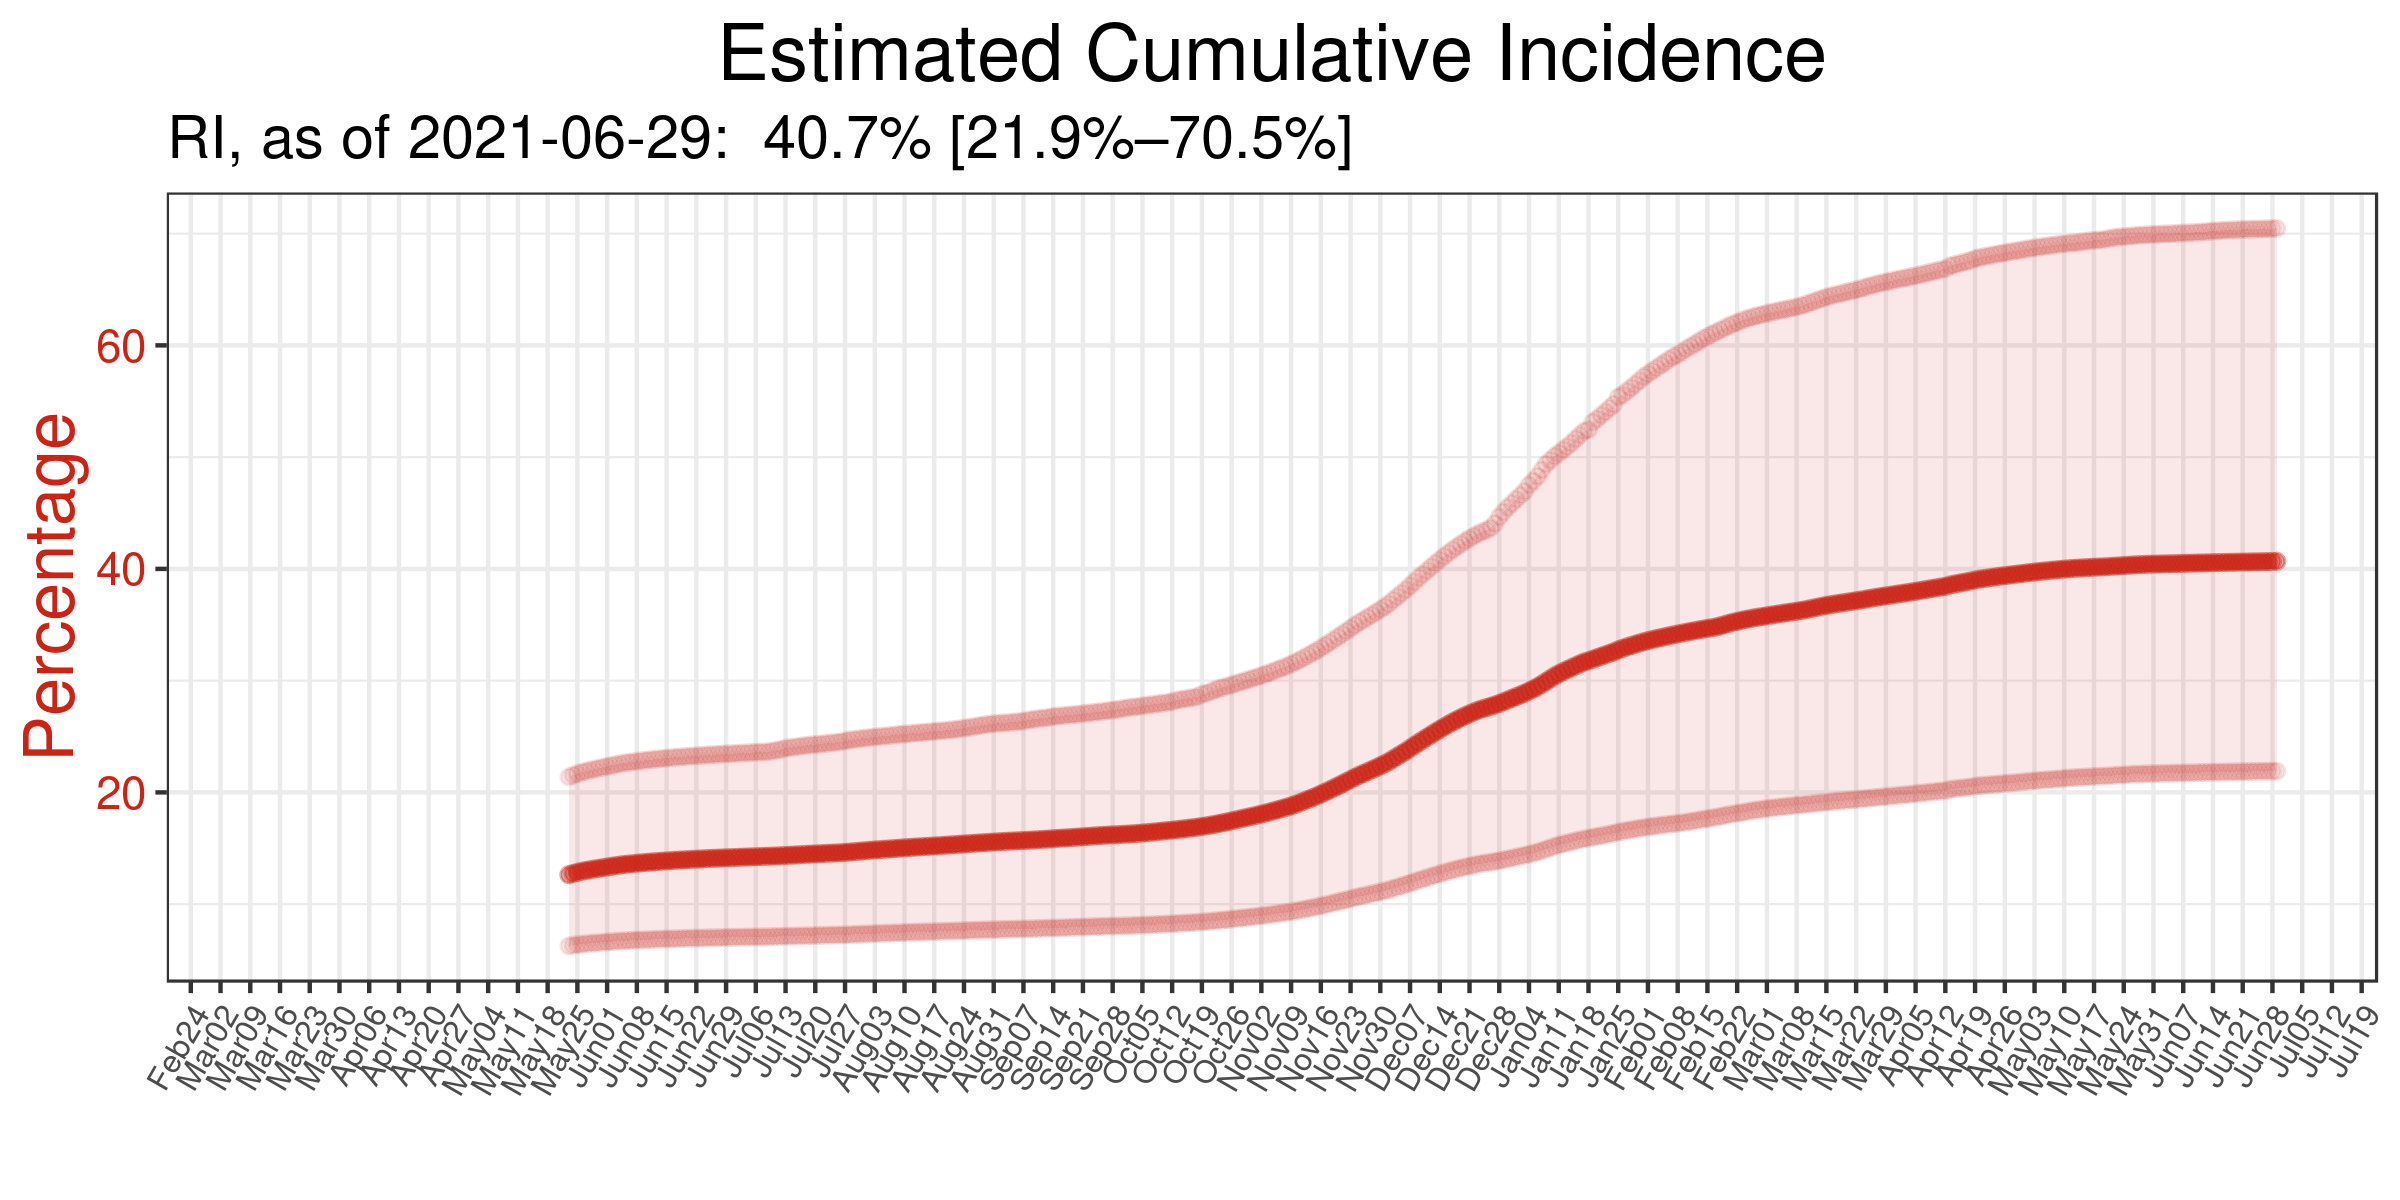 Estimated Cumulative Incidence
RI, as of 2021-06-29:  40.7% [21.9%–70.5%]
Percentage
60
40
20
Feb24
Mar02
Mar09
Mar16
Mar23
Mar30
Apr06
Apr13
Apr20
Apr27
May04
May11
May18
May25
Jun01
Jun08
Jun15
Jun22
Jun29
Jul06
Jul13
Jul20
Jul27
Aug03
Aug10
Aug17
Aug24
Aug31
Sep07
Sep14
Sep21
Sep28
Oct05
Oct12
Oct19
Oct26
Nov02
Nov09
Nov16
Nov23
Nov30
Dec07
Dec14
Dec21
Dec28
Jan04
Jan11
Jan18
Jan25
Feb01
Feb08
Feb15
Feb22
Mar01
Mar08
Mar15
Mar22
Mar29
Apr05
Apr12
Apr19
Apr26
May03
May10
May17
May24
May31
Jun07
Jun14
Jun21
Jun28
Jul05
Jul12
Jul19